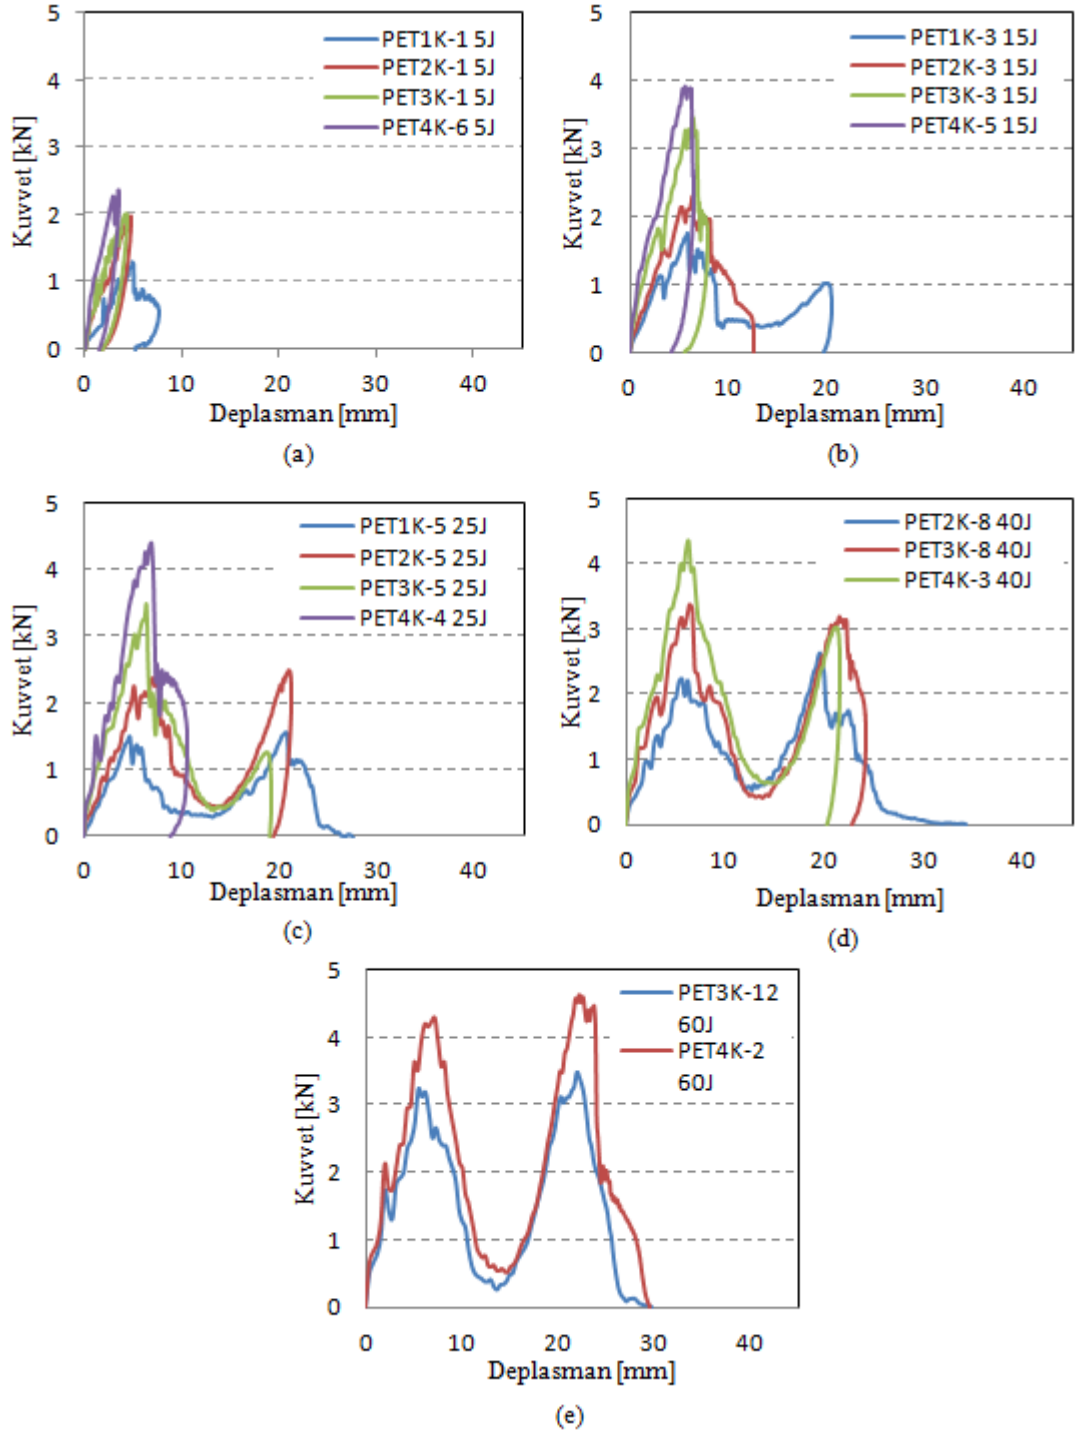 5
4
3
2
1
0
Kuvvet [kN]
PET1K-1 5J
PET2K-1 5J
PET3K-1 5J
PET4K-6 5J
0 10 20 30 40
Deplasman [mm]
(a)
5
4
3
2
1
0
Kuvvet [kN]
PET1K-3 15J
PET2K-3 15J
PET3K-3 15J
PET4K-5 15J
0 10 20 30 40
Deplasman [mm]
(b)
5
4
3
2
1
0
Kuvvet [kN]
PET1K-5 25J
PET2K-5 25J
PET3K-5 25J
PET4K-4 25J
0 10 20 30 40
Deplasman [mm]
(c)
5
4
3
2
1
0
Kuvvet [kN]
PET2K-8 40J
PET3K-8 40J
PET4K-3 40J
0 10 20 30 40
Deplasman [mm]
(d)
5
4
3
2
1
0
Kuvvet [kN]
PET3K-12
60J
PET4K-2
60J
0 10 20 30 40
Deplasman [mm]
(e)